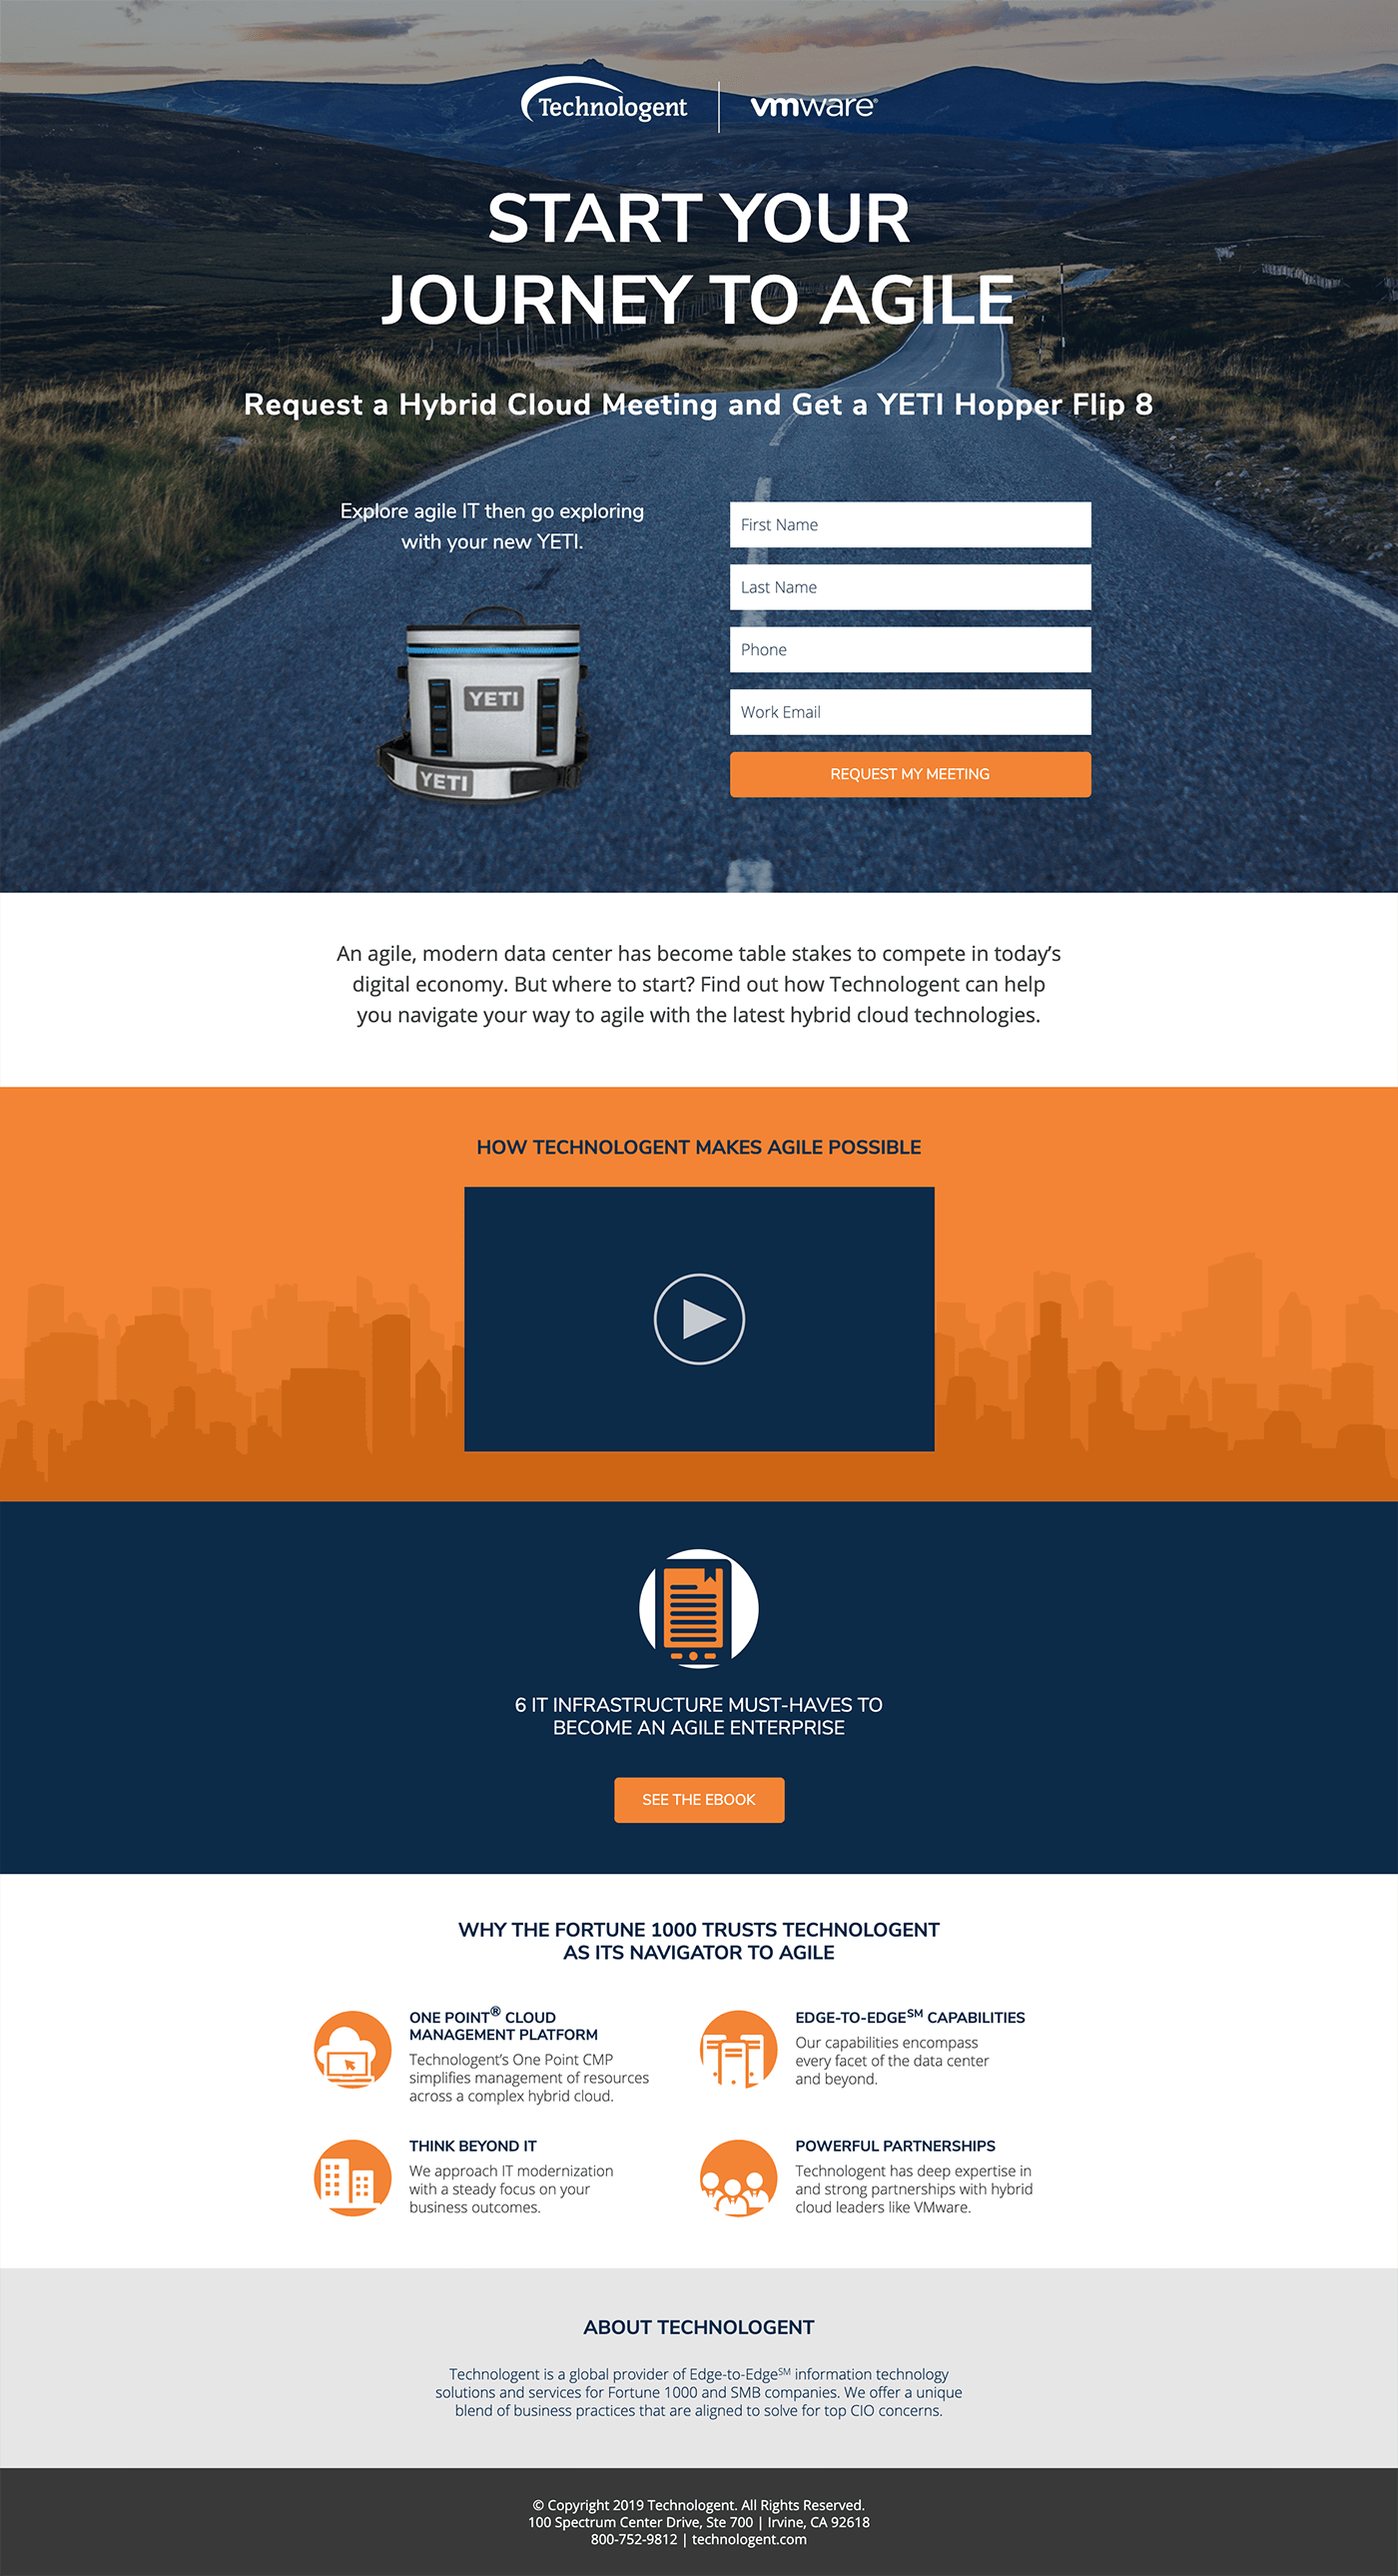 Technologent
vmware®
START YOUR
JOURNEY TO AGILE
Request a Hybrid Cloud Meeting and Get a YETI Hopper Flip 8
Explore agile IT then go exploring
with your new YETI.
YETI
YETI
First Name
Last Name
Phone
Work Email
REQUEST MY MEETING
An agile, modern data center has become table stakes to compete in today’s
digital economy. But where to start? Find out how Technologent can help
you navigate your way to agile with the latest hybrid cloud technologies.
HOW TECHNOLOGENT MAKES AGILE POSSIBLE
6 IT INFRASTRUCTURE MUST-HAVES TO
BECOME AN AGILE ENTERPRISE
SEE THE EBOOK
WHY THE FORTUNE 1000 TRUSTS TECHNOLOGENT
AS ITS NAVIGATOR TO AGILE
ONE POINT® CLOUD
MANAGEMENT PLATFORM
Technologent’s One Point CMP
simplifies management of resources
across a complex hybrid cloud.
EDGE-TO-EDGE℠ CAPABILITIES
Our capabilities encompass
every facet of the data center
and beyond.
THINK BEYOND IT
We approach IT modernization
with a steady focus on your
business outcomes.
POWERFUL PARTNERSHIPS
Technologent has deep expertise in
and strong partnerships with hybrid
cloud leaders like VMware.
ABOUT TECHNOLOGENT
Technologent is a global provider of Edge-to-Edge℠ information technology
solutions and services for Fortune 1000 and SMB companies. We offer a unique
blend of business practices that are aligned to solve for top CIO concerns.
© Copyright 2019 Technologent. All Rights Reserved.
100 Spectrum Center Drive, Ste 700 | Irvine, CA 92618
800-752-9812 | technologent.com